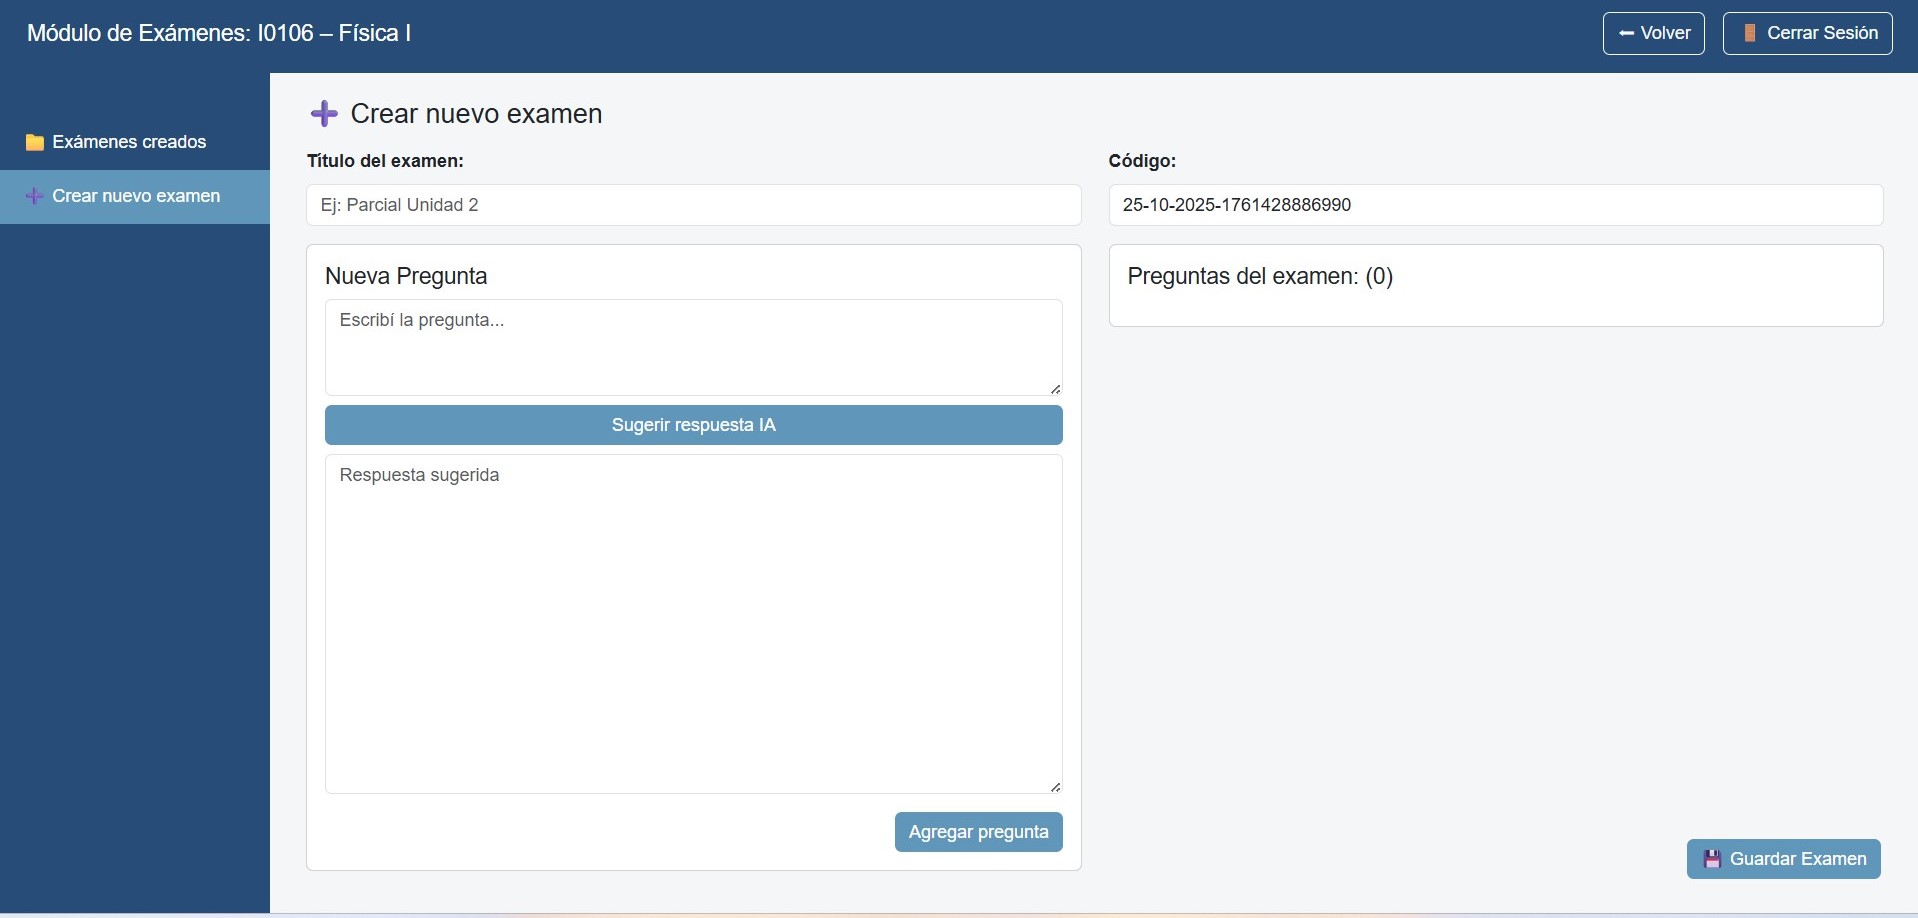 Módulo de Exámenes: I0106 – Física I
Volver
Cerrar Sesión
Exámenes creados
Crear nuevo examen
Crear nuevo examen
Título del examen:
Ej: Parcial Unidad 2
Código:
25-10-2025-1761428886990
Nueva Pregunta
Escribí la pregunta...
Sugerir respuesta IA
Respuesta sugerida
Agregar pregunta
Preguntas del examen: (0)
Guardar Examen